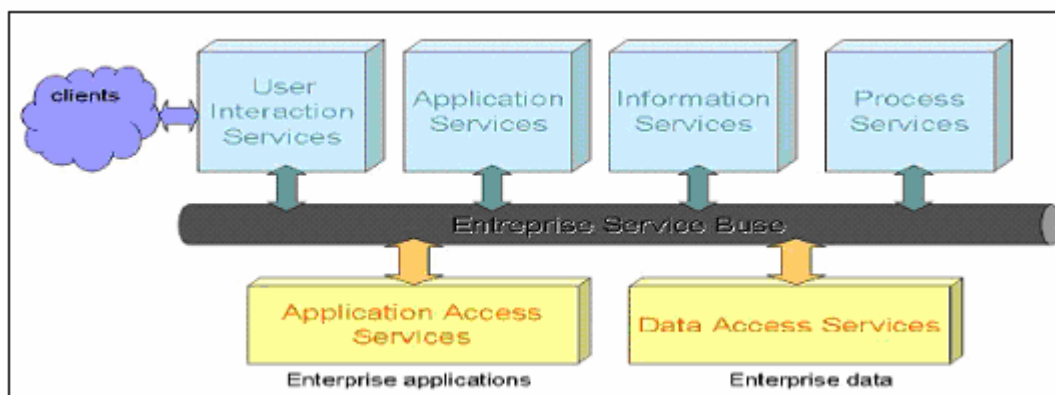 clients
User
Interaction
Services
Application
Services
Information
Services
Process
Services
Entreprise Service Buse
Application Access
Services
Data Access Services
Enterprise applications
Enterprise data